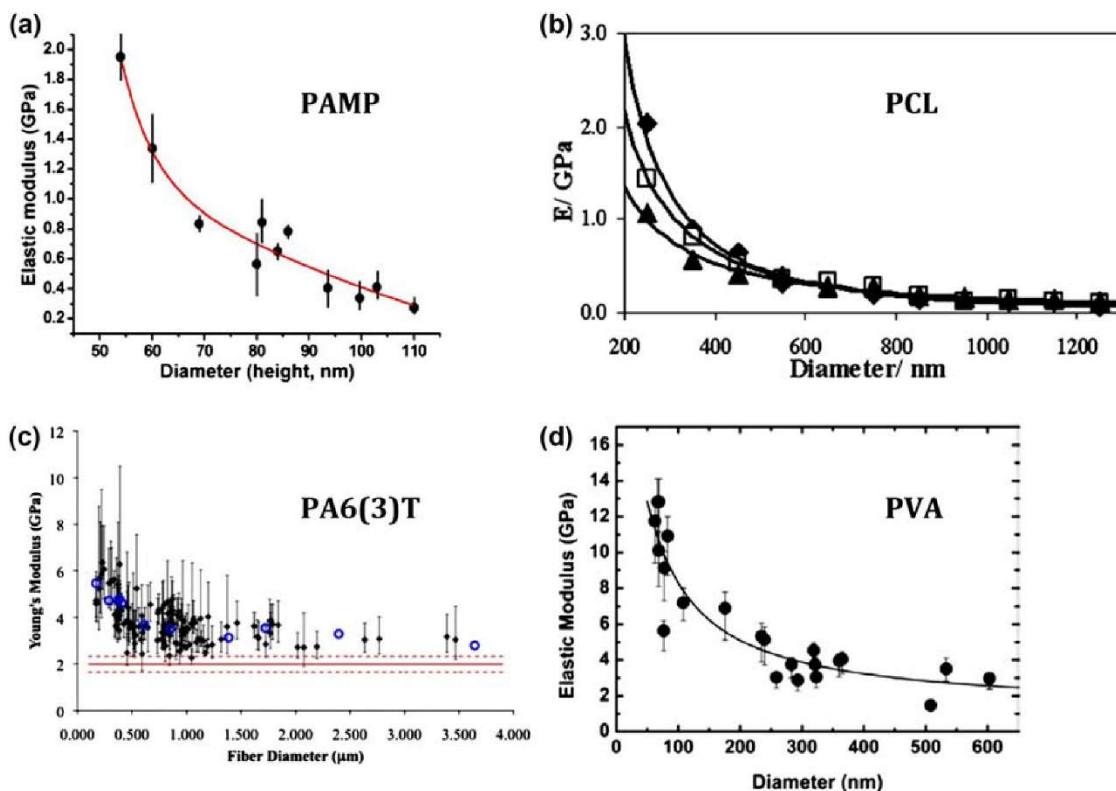 (a)
PAMP
2.0
1.8
1.6
1.4
1.2
1.0
0.8
0.6
0.4
0.2
Elastic modulus (GPa)
50 60 70 80 90 100 110
Diameter (height, nm)
(b)
PCL
3.0
2.0
1.0
0.0
E/ GPa
200 400 600 800 1000 1200
Diameter/ nm
(c)
PA6(3)T
12
10
8
6
4
2
0
Young's Modulus (GPa)
0.000 0.500 1.000 1.500 2.000 2.500 3.000 3.500 4.000
Fiber Diameter (μm)
(d)
PVA
16
14
12
10
8
6
4
2
0
Elastic Modulus (GPa)
0 100 200 300 400 500 600
Diameter (nm)